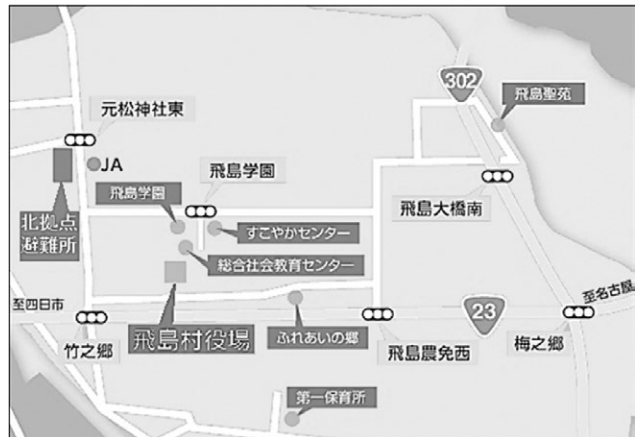 302
飛島聖苑
元松神社東
JA
飛島学園
飛島学園
飛島大橋南
北拠点
避難所
すこやかセンター
総合社会教育センター
至四日市
至名古屋
23
竹之郷
飛島村役場
ふれあいの郷
飛島農免西
梅之郷
第一保育所